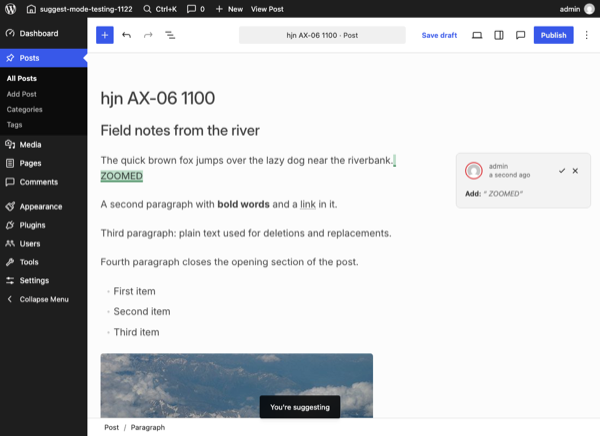 suggest-mode-testing-1122
Ctrl+K
0
+ New
View Post
admin
Dashboard
Posts
All Posts
Add Post
Categories
Tags
Media
Pages
Comments
Appearance
Plugins
Users
Tools
Settings
Collapse Menu
hjn AX-06 1100 · Post
Save draft
Publish
hjn AX-06 1100
Field notes from the river
The quick brown fox jumps over the lazy dog near the riverbank.
ZOOMED
A second paragraph with bold words and a link in it.
Third paragraph: plain text used for deletions and replacements.
Fourth paragraph closes the opening section of the post.
First item
Second item
Third item
admin
a second ago
Add: " ZOOMED"
You're suggesting
Post / Paragraph